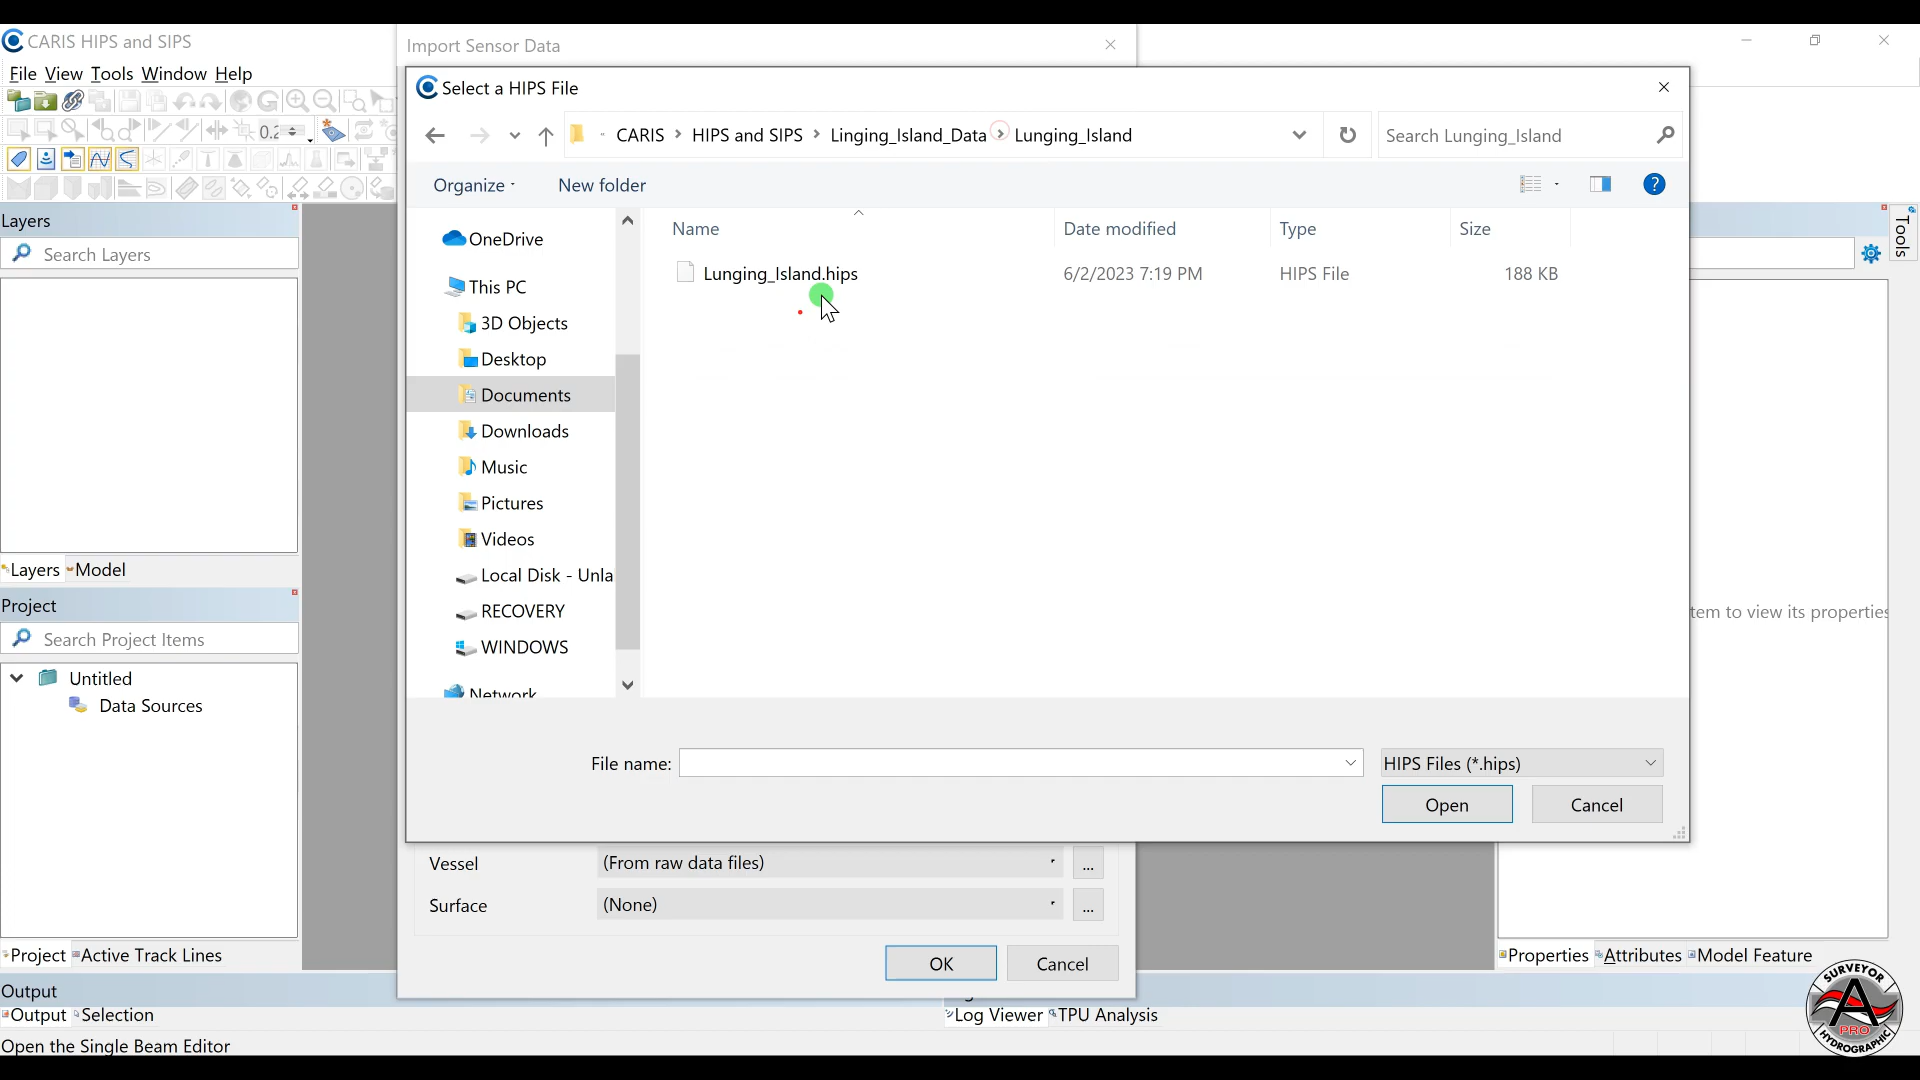 CARIS HIPS and SIPS
File View Tools Window Help
Import Sensor Data
Select a HIPS File
CARIS > HIPS and SIPS > Linging_Island_Data > Lunging_Island
Search Lunging_Island
Organize
New folder
Name
Date modified
Type
Size
Lunging_Island.hips
6/2/2023 7:19 PM
HIPS File
188 KB
OneDrive
This PC
3D Objects
Desktop
Documents
Downloads
Music
Pictures
Videos
Local Disk - Unla
RECOVERY
WINDOWS
Network
File name:
HIPS Files (*.hips)
Open
Cancel
Vessel
(From raw data files)
...
Surface
(None)
...
OK
Cancel
0.2
Layers
Search Layers
Layers
Model
Project
Search Project Items
Untitled
Data Sources
Project
Active Track Lines
Output
Output
Selection
Open the Single Beam Editor
Log Viewer
TPU Analysis
Tools
tem to view its properties
Properties
Attributes
Model Feature
SURVEYOR
A
PRO
HYDROGRAPHIC